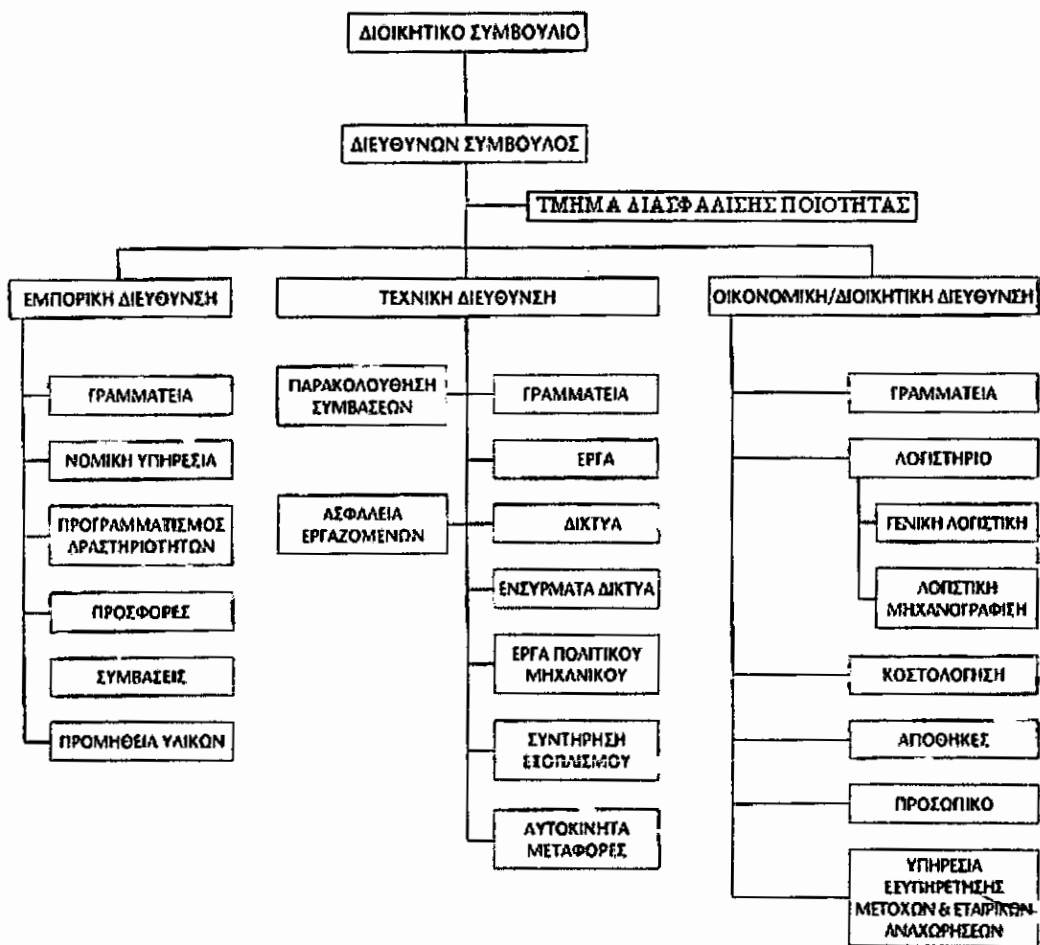 ΔΙΟΙΚΗΤΙΚΟ ΣΥΜΒΟΥΛΙΟ
ΔΙΕΥΘΥΝΩΝ ΣΥΜΒΟΥΛΟΣ
ΤΜΗΜΑ ΔΙΑΣΦΑΛΙΣΗΣ ΠΟΙΟΤΗΤΑΣ
ΕΜΠΟΡΙΚΗ ΔΙΕΥΘΥΝΣΗ
ΓΡΑΜΜΑΤΕΙΑ
ΝΟΜΙΚΗ ΥΠΗΡΕΣΙΑ
ΠΡΟΓΡΑΜΜΑΤΙΣΜΟΣ
ΔΡΑΣΤΗΡΙΟΤΗΤΩΝ
ΠΡΟΣΦΟΡΕΣ
ΣΥΜΒΑΣΕΙΣ
ΠΡΟΜΗΘΕΙΑ ΥΛΙΚΩΝ
ΤΕΧΝΙΚΗ ΔΙΕΥΘΥΝΣΗ
ΠΑΡΑΚΟΛΟΥΘΗΣΗ
ΣΥΜΒΑΣΕΩΝ
ΑΣΦΑΛΕΙΑ
ΕΡΓΑΖΟΜΕΝΩΝ
ΓΡΑΜΜΑΤΕΙΑ
ΕΡΓΑ
ΔΙΚΤΥΑ
ΕΝΣΥΡΜΑΤΑ ΔΙΚΤΥΑ
ΕΡΓΑ ΠΟΛΙΤΙΚΟΥ
ΜΗΧΑΝΙΚΟΥ
ΣΥΝΤΗΡΗΣΗ
ΕΞΟΠΛΙΣΜΟΥ
ΑΥΤΟΚΙΝΗΤΑ
ΜΕΤΑΦΟΡΕΣ
ΟΙΚΟΝΟΜΙΚΗ/ΔΙΟΙΚΗΤΙΚΗ ΔΙΕΥΘΥΝΣΗ
ΓΡΑΜΜΑΤΕΙΑ
ΛΟΓΙΣΤΗΡΙΟ
ΓΕΝΙΚΗ ΛΟΓΙΣΤΙΚΗ
ΛΟΓΙΣΤΙΚΗ
ΜΗΧΑΝΟΓΡΑΦΙΣΗ
ΚΟΣΤΟΛΟΓΗΣΗ
ΑΠΟΘΗΚΕΣ
ΠΡΟΣΩΠΙΚΟ
ΥΠΗΡΕΣΙΑ
ΕΞΥΠΗΡΕΤΗΣΗΣ
ΜΕΤΟΧΩΝ & ΕΤΑΙΡΙΚΩΝ
ΑΝΑΧΩΡΗΣΕΩΝ